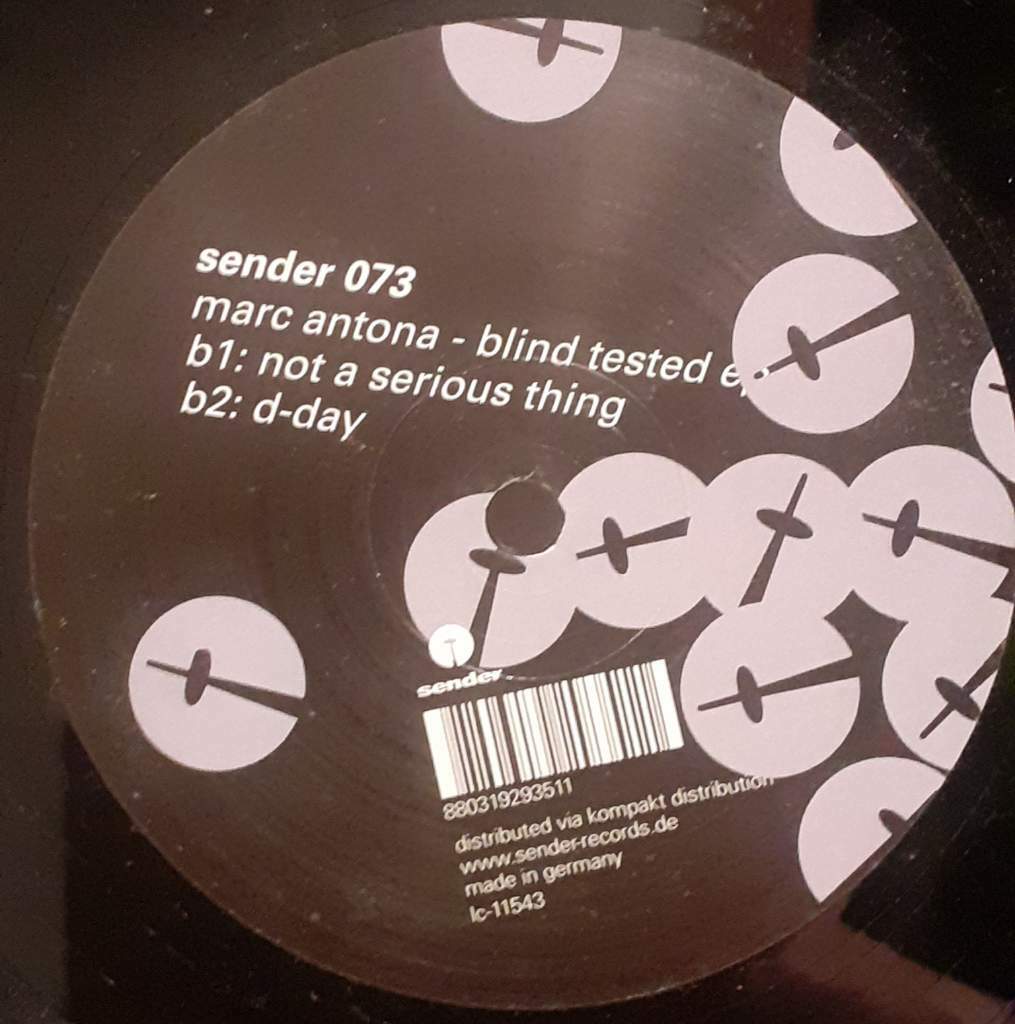 sender 073
marc antona - blind tested e.
b1: not a serious thing
b2: d-day
sender
880319293511
distributed via kompakt distribution
www.sender-records.de
made in germany
lc-11543